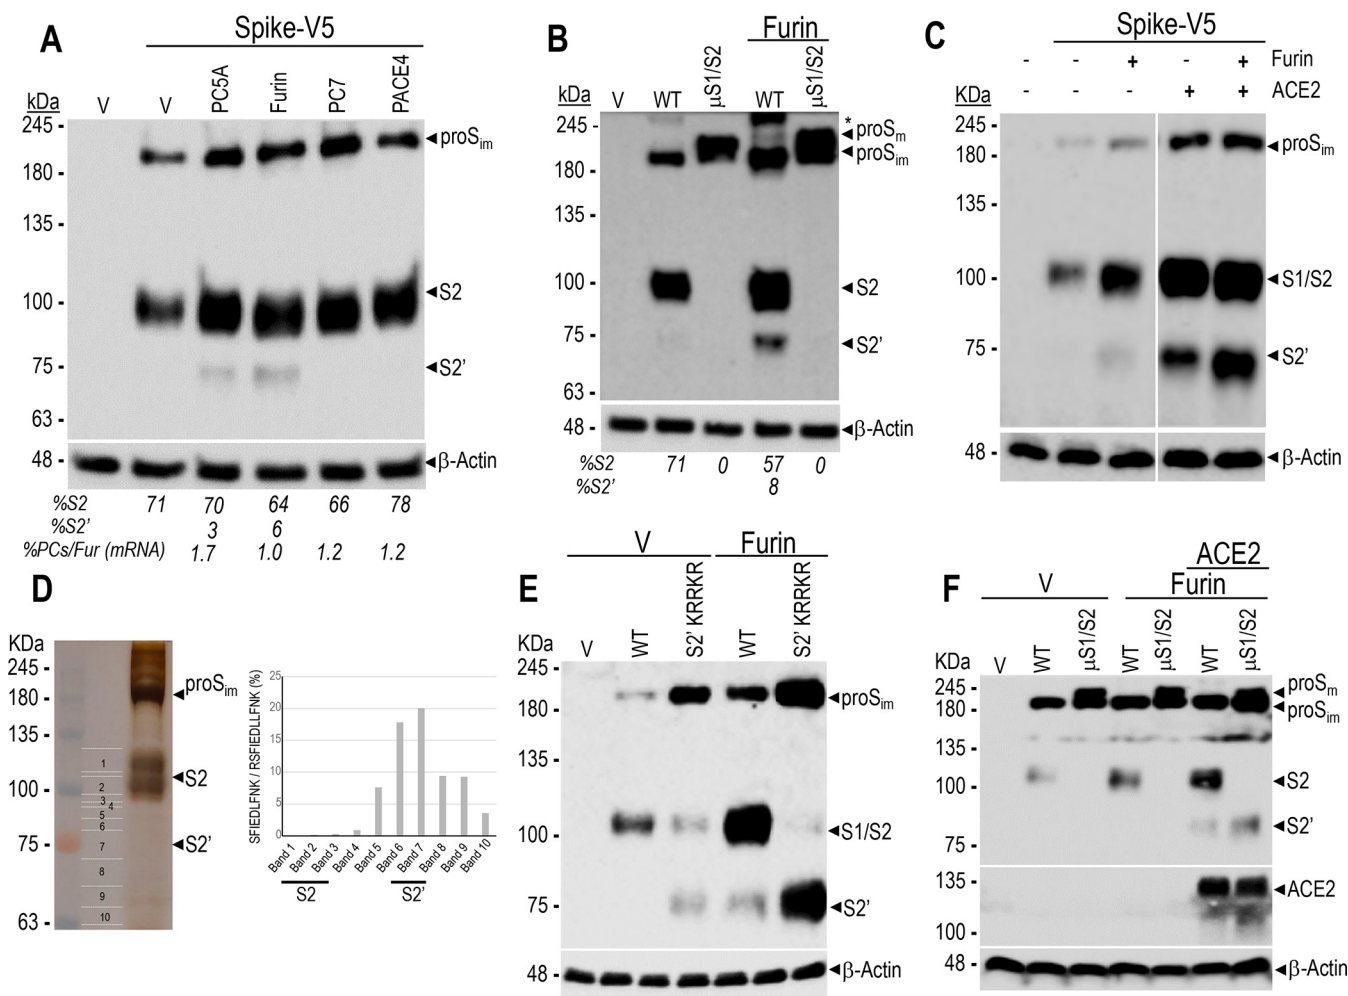 A
Spike-V5
kDa
V
V
PC5A
Furin
PC7
PACE4
245 -
180 -
135 -
100 -
75 -
63 -
48 -
◄proSim
◄S2
◄S2’
◄β-Actin
%S2 71 70 64 66 78
%S2’ 3 6
%PCs/Fur (mRNA) 1.7 1.0 1.2 1.2
B
Furin
kDa
V
WT
µS1/S2
WT
µS1/S2
245 -
180 -
135 -
100 -
75 -
63 -
48 -
*
◄proSm
◄proSim
◄S2
◄S2’
◄β-Actin
%S2 71 0 57 0
%S2’ 8
C
Spike-V5
- - + - + Furin
- - - + + ACE2
KDa
245 -
180 -
135 -
100 -
75 -
48 -
◄proSim
◄S1/S2
◄S2’
◄β-Actin
D
KDa
245 -
180 -
135 -
100 -
75 -
63 -
1
2
3
4
5
6
7
8
9
10
◄proSim
◄S2
◄S2’
SFIEDLFNK / RSFIEDLLFNK (%)
25
20
15
10
5
0
Band 1
Band 2
Band 3
Band 4
Band 5
Band 6
Band 7
Band 8
Band 9
Band 10
S2
S2’
E
V
Furin
KDa
V
WT
S2’ KRRKR
WT
S2’ KRRKR
245 -
180 -
135 -
100 -
75 -
48 -
◄proSim
◄S1/S2
◄S2’
◄β-Actin
F
ACE2
V
Furin
KDa
V
WT
µS1/S2
WT
µS1/S2
WT
µS1/S2
245 -
180 -
135 -
100 -
75 -
135 -
100 -
48 -
◄proSm
◄proSim
◄S2
◄S2’
◄ACE2
◄β-Actin